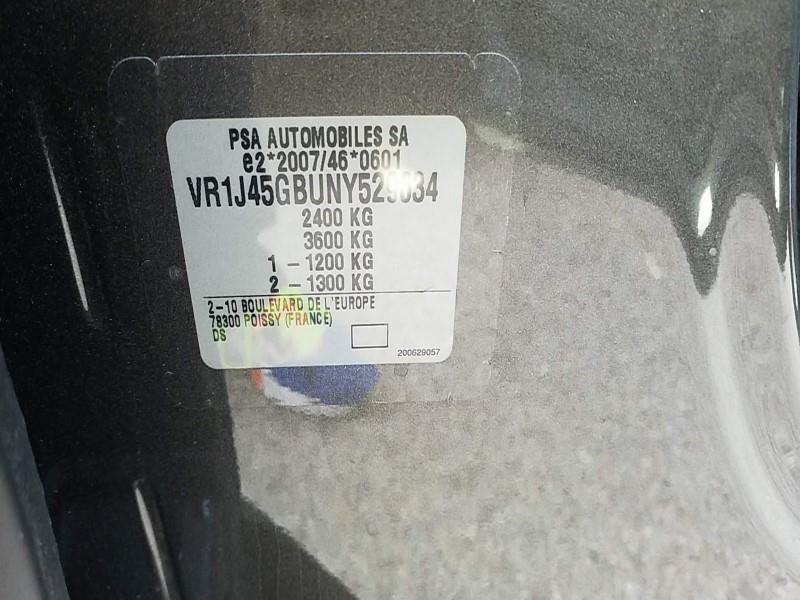 PSA AUTOMOBILES SA
e2*2007/46*0601
VR1J45GBUNY529034
2400 KG
3600 KG
1 – 1200 KG
2 – 1300 KG
2–10 BOULEVARD DE L'EUROPE
78300 POISSY (FRANCE)
DS
200629057